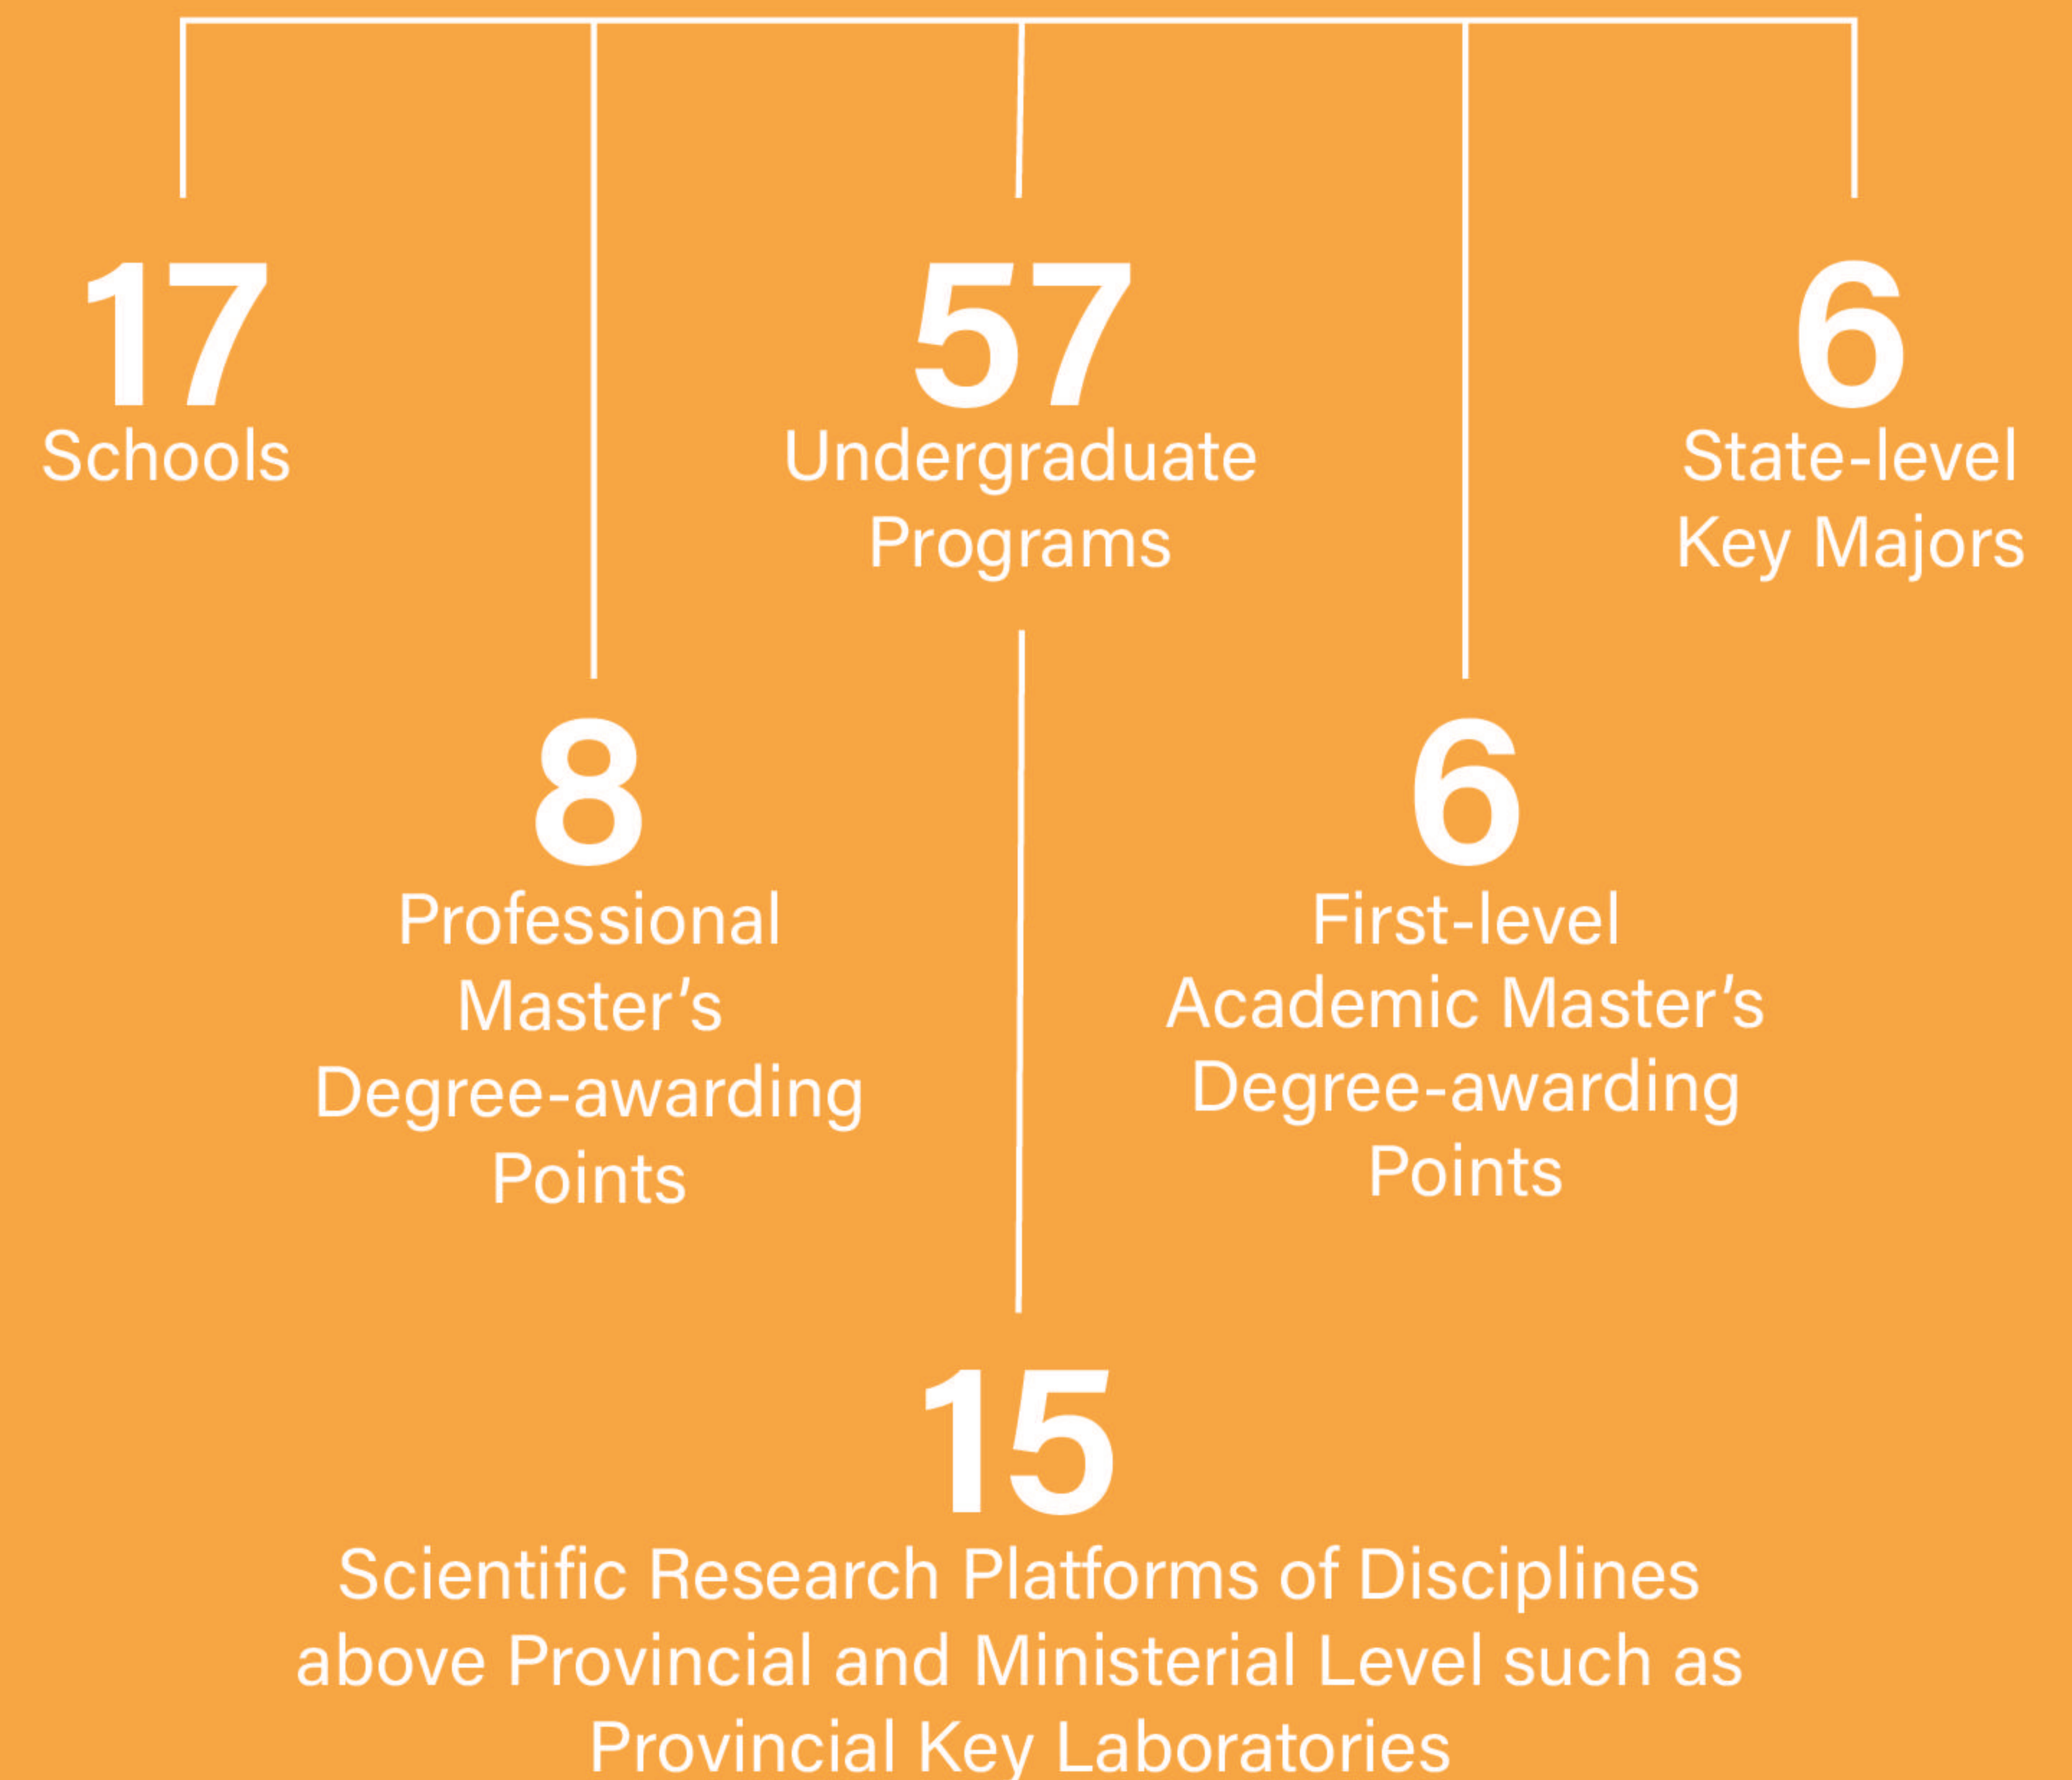 17
Schools
57
Undergraduate
Programs
6
State-level
Key Majors
8
Professional
Master's
Degree-awarding
Points
6
First-level
Academic Master's
Degree-awarding
Points
15
Scientific Research Platforms of Disciplines
above Provincial and Ministerial Level such as
Provincial Key Laboratories